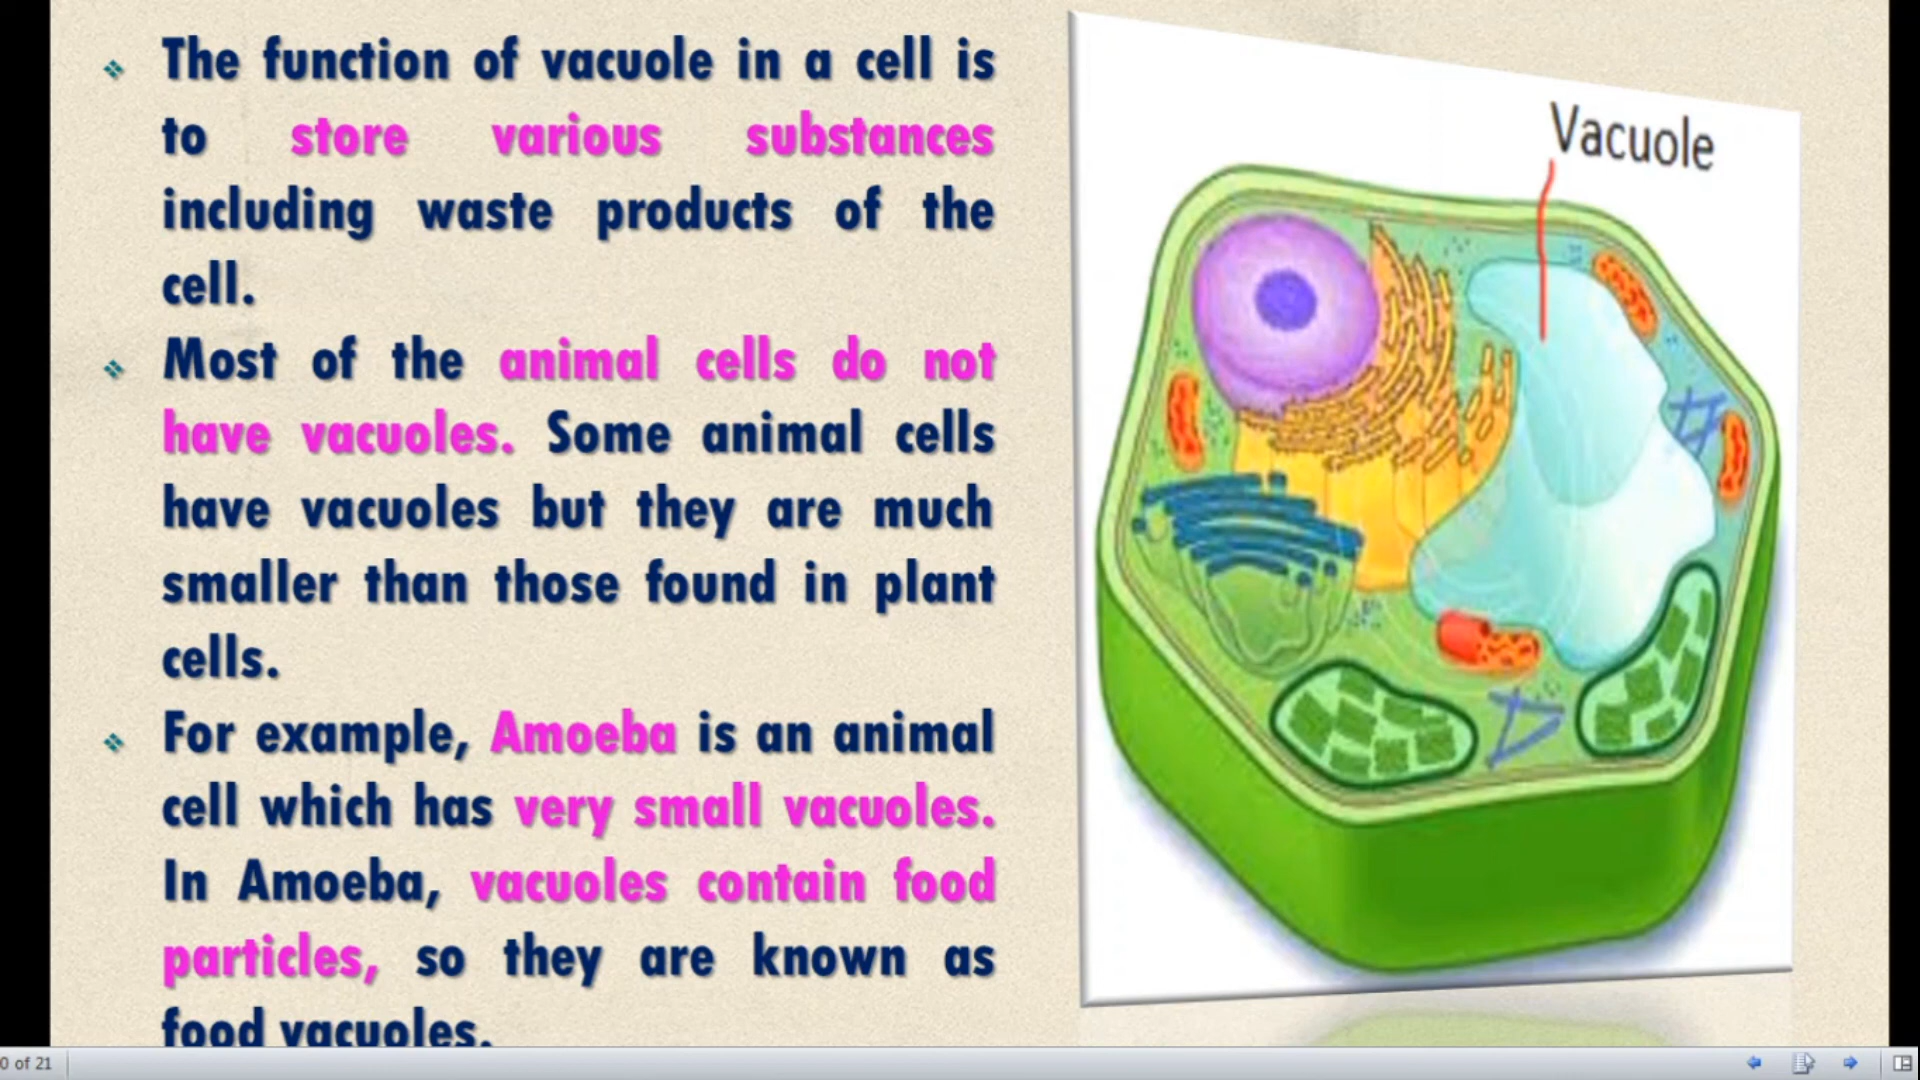 The function of vacuole in a cell is
to store various substances
including waste products of the
cell.
Most of the animal cells do not
have vacuoles. Some animal cells
have vacuoles but they are much
smaller than those found in plant
cells.
For example, Amoeba is an animal
cell which has very small vacuoles.
In Amoeba, vacuoles contain food
particles, so they are known as
food vacuoles.
Vacuole
0 of 21